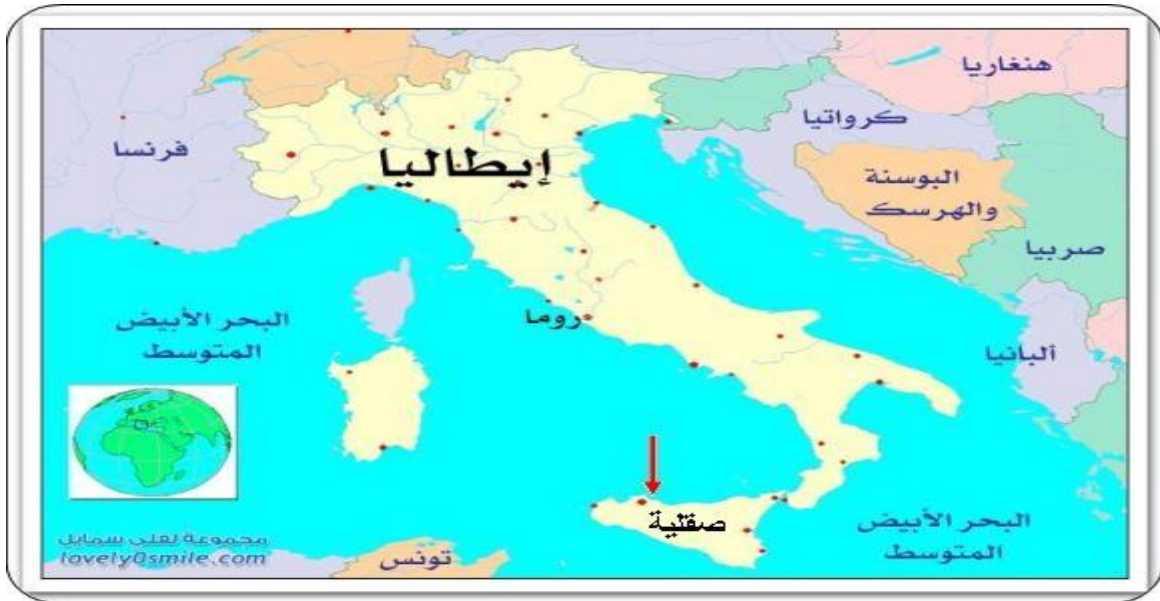 هنغاريا
كرواتيا
فرنسا
إيطاليا
البوسنة
والهرسك
صربيا
روما
البحر الأبيض
المتوسط
ألبانيا
صقلية
البحر الأبيض
المتوسط
تونس
مجموعة لفلي سمايل
lovely0smile.com